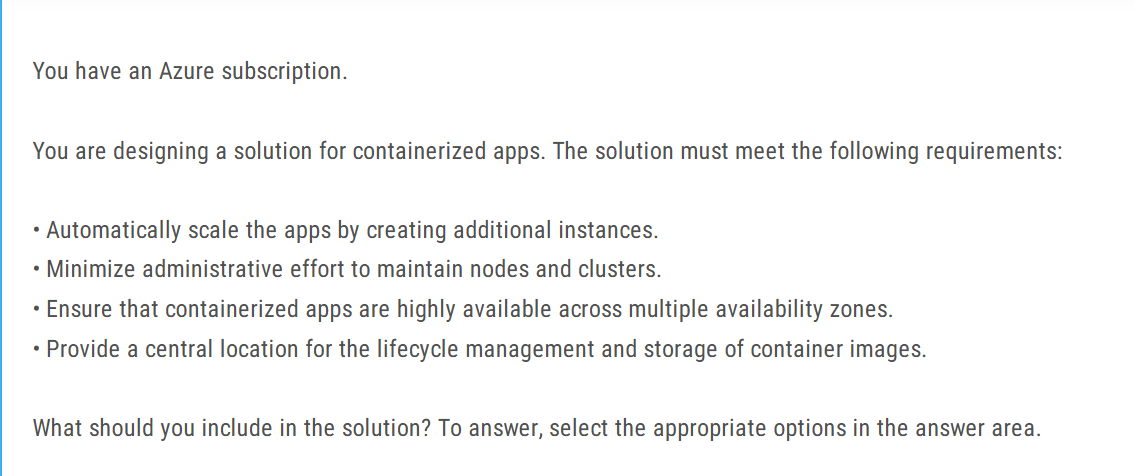 You have an Azure subscription.
You are designing a solution for containerized apps. The solution must meet the following requirements:
• Automatically scale the apps by creating additional instances.
• Minimize administrative effort to maintain nodes and clusters.
• Ensure that containerized apps are highly available across multiple availability zones.
• Provide a central location for the lifecycle management and storage of container images.
What should you include in the solution? To answer, select the appropriate options in the answer area.